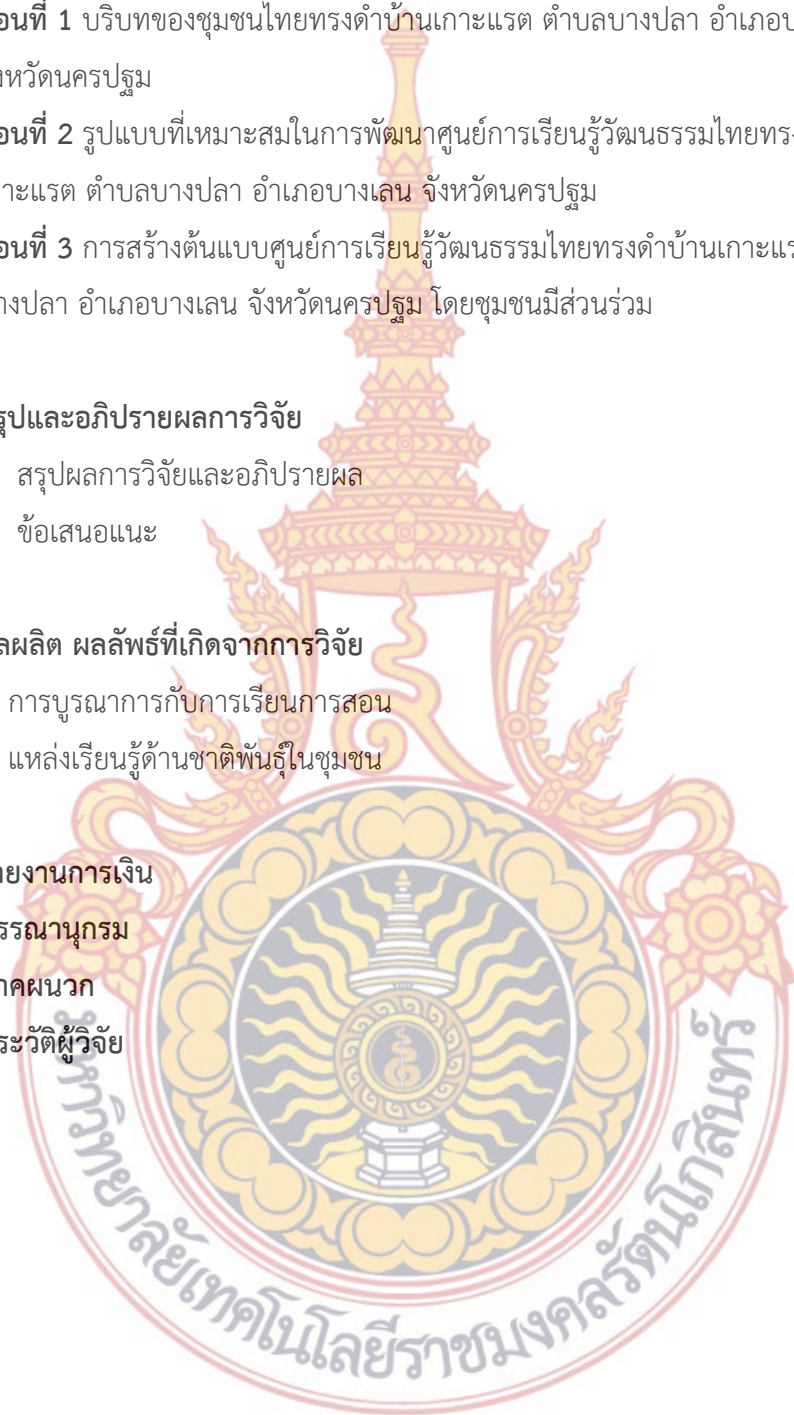 อนที่ 1 บริบทของชุมชนไทยทรงดำบ้านเกาะแรต ตำบลบางปลา อำเภอบ
ังหวัดนครปฐม
อนที่ 2 รูปแบบที่เหมาะสมในการพัฒนาศูนย์การเรียนรู้วัฒนธรรมไทยทรง
าะแรต ตำบลบางปลา อำเภอบางเลน จังหวัดนครปฐม
อนที่ 3 การสร้างต้นแบบศูนย์การเรียนรู้วัฒนธรรมไทยทรงดำบ้านเกาะแร
างปลา อำเภอบางเลน จังหวัดนครปฐม โดยชุมชนมีส่วนร่วม
รุปและอภิปรายผลการวิจัย
สรุปผลการวิจัยและอภิปรายผล
ข้อเสนอแนะ
ลผลิต ผลลัพธ์ที่เกิดจากการวิจัย
การบูรณาการกับการเรียนการสอน
แหล่งเรียนรู้ด้านชาติพันธุ์ในชุมชน
ายงานการเงิน
รรณานุกรม
าคผนวก
ระวัติผู้วิจัย
มหาวิทยาลัยเทคโนโลยีราชมงคลรัตนโกสินทร์